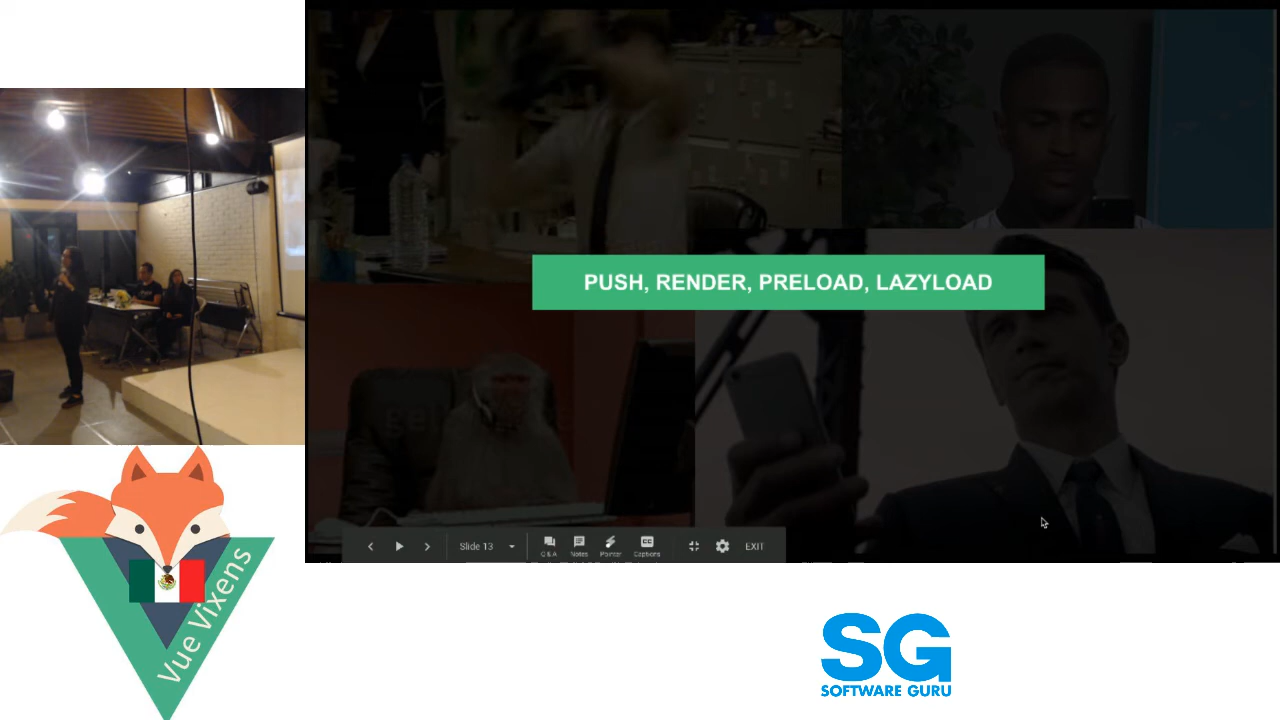 PUSH, RENDER, PRELOAD, LAZYLOAD
Slide 13
Q&A
Notes
Pointer
Captions
EXIT
Vue Vixens
SG
SOFTWARE GURU